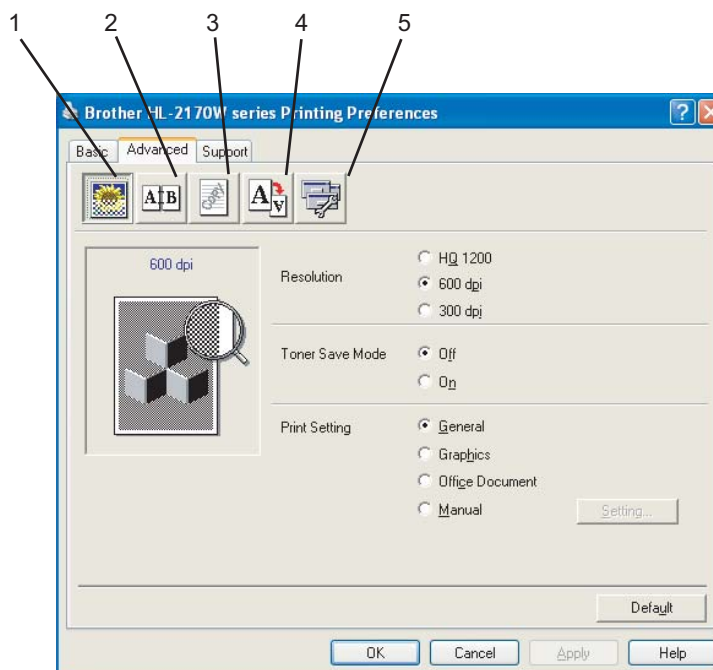 1 2 3 4 5
Brother HL-2170W series Printing Preferences
Basic Advanced Support
A B Copy A A
600 dpi
Resolution
HQ 1200
600 dpi
300 dpi
Toner Save Mode
Off
On
Print Setting
General
Graphics
Office Document
Manual Setting...
Default
OK Cancel Apply Help